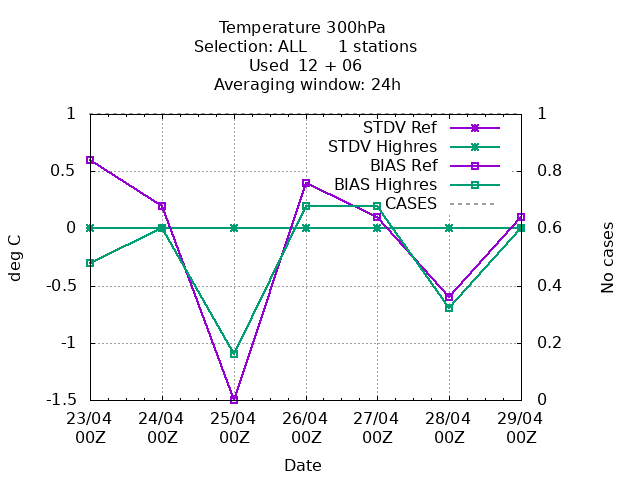 Temperature 300hPa
Selection: ALL      1 stations
Used  12 + 06
Averaging window: 24h
1
0.5
0
-0.5
-1
-1.5
deg C
STDV Ref
STDV Highres
BIAS Ref
BIAS Highres
CASES
1
0.8
0.6
0.4
0.2
0
No cases
23/04 24/04 25/04 26/04 27/04 28/04 29/04
00Z 00Z 00Z 00Z 00Z 00Z 00Z
Date